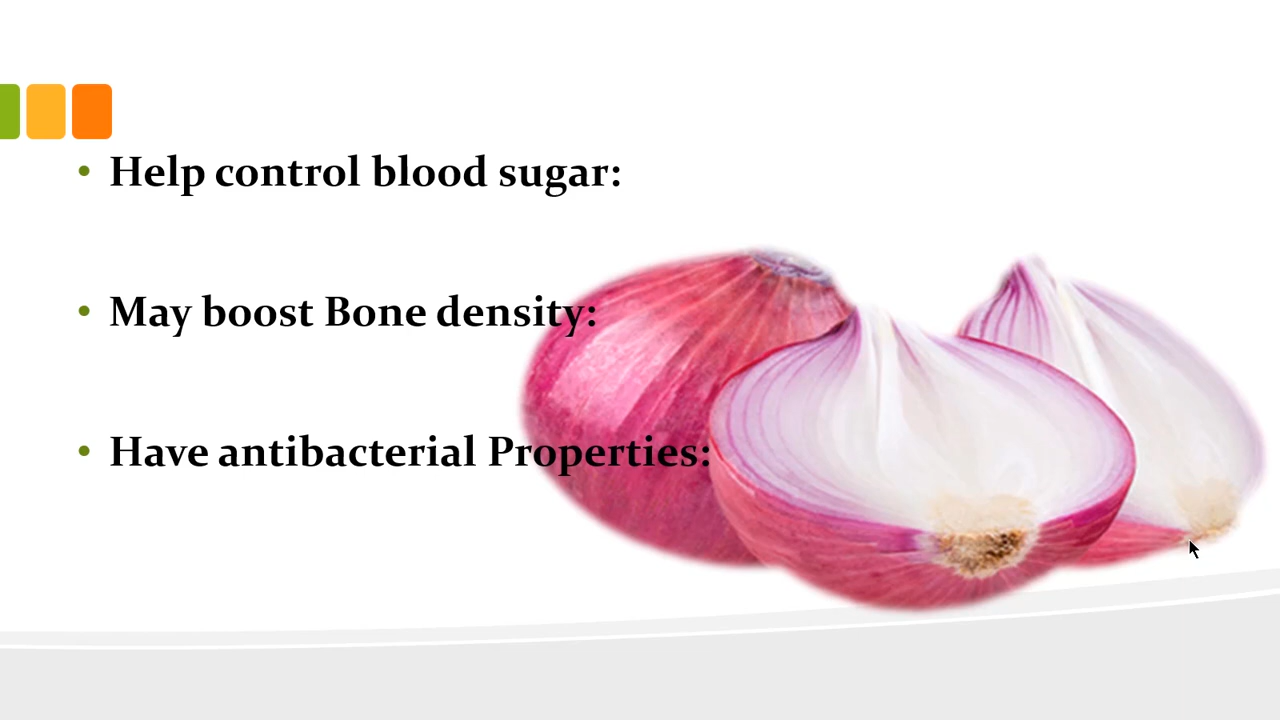 • Help control blood sugar:
• May boost Bone density:
• Have antibacterial Properties: